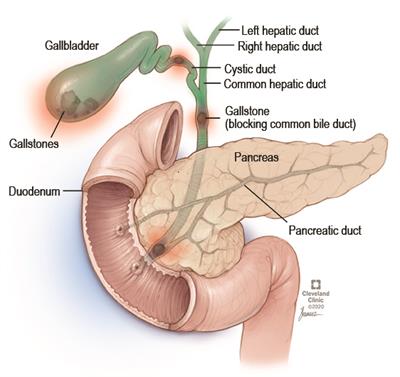 Left hepatic duct
Right hepatic duct
Gallbladder
Cystic duct
Common hepatic duct
Gallstone
(blocking common bile duct)
Gallstones
Pancreas
Duodenum
Pancreatic duct
Cleveland
Clinic
©2020